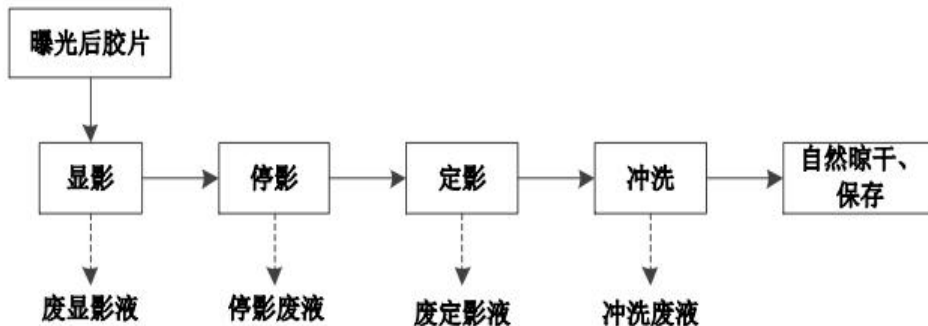 曝光后胶片
显影
停影
定影
冲洗
自然晾干、
保存
废显影液
停影废液
废定影液
冲洗废液